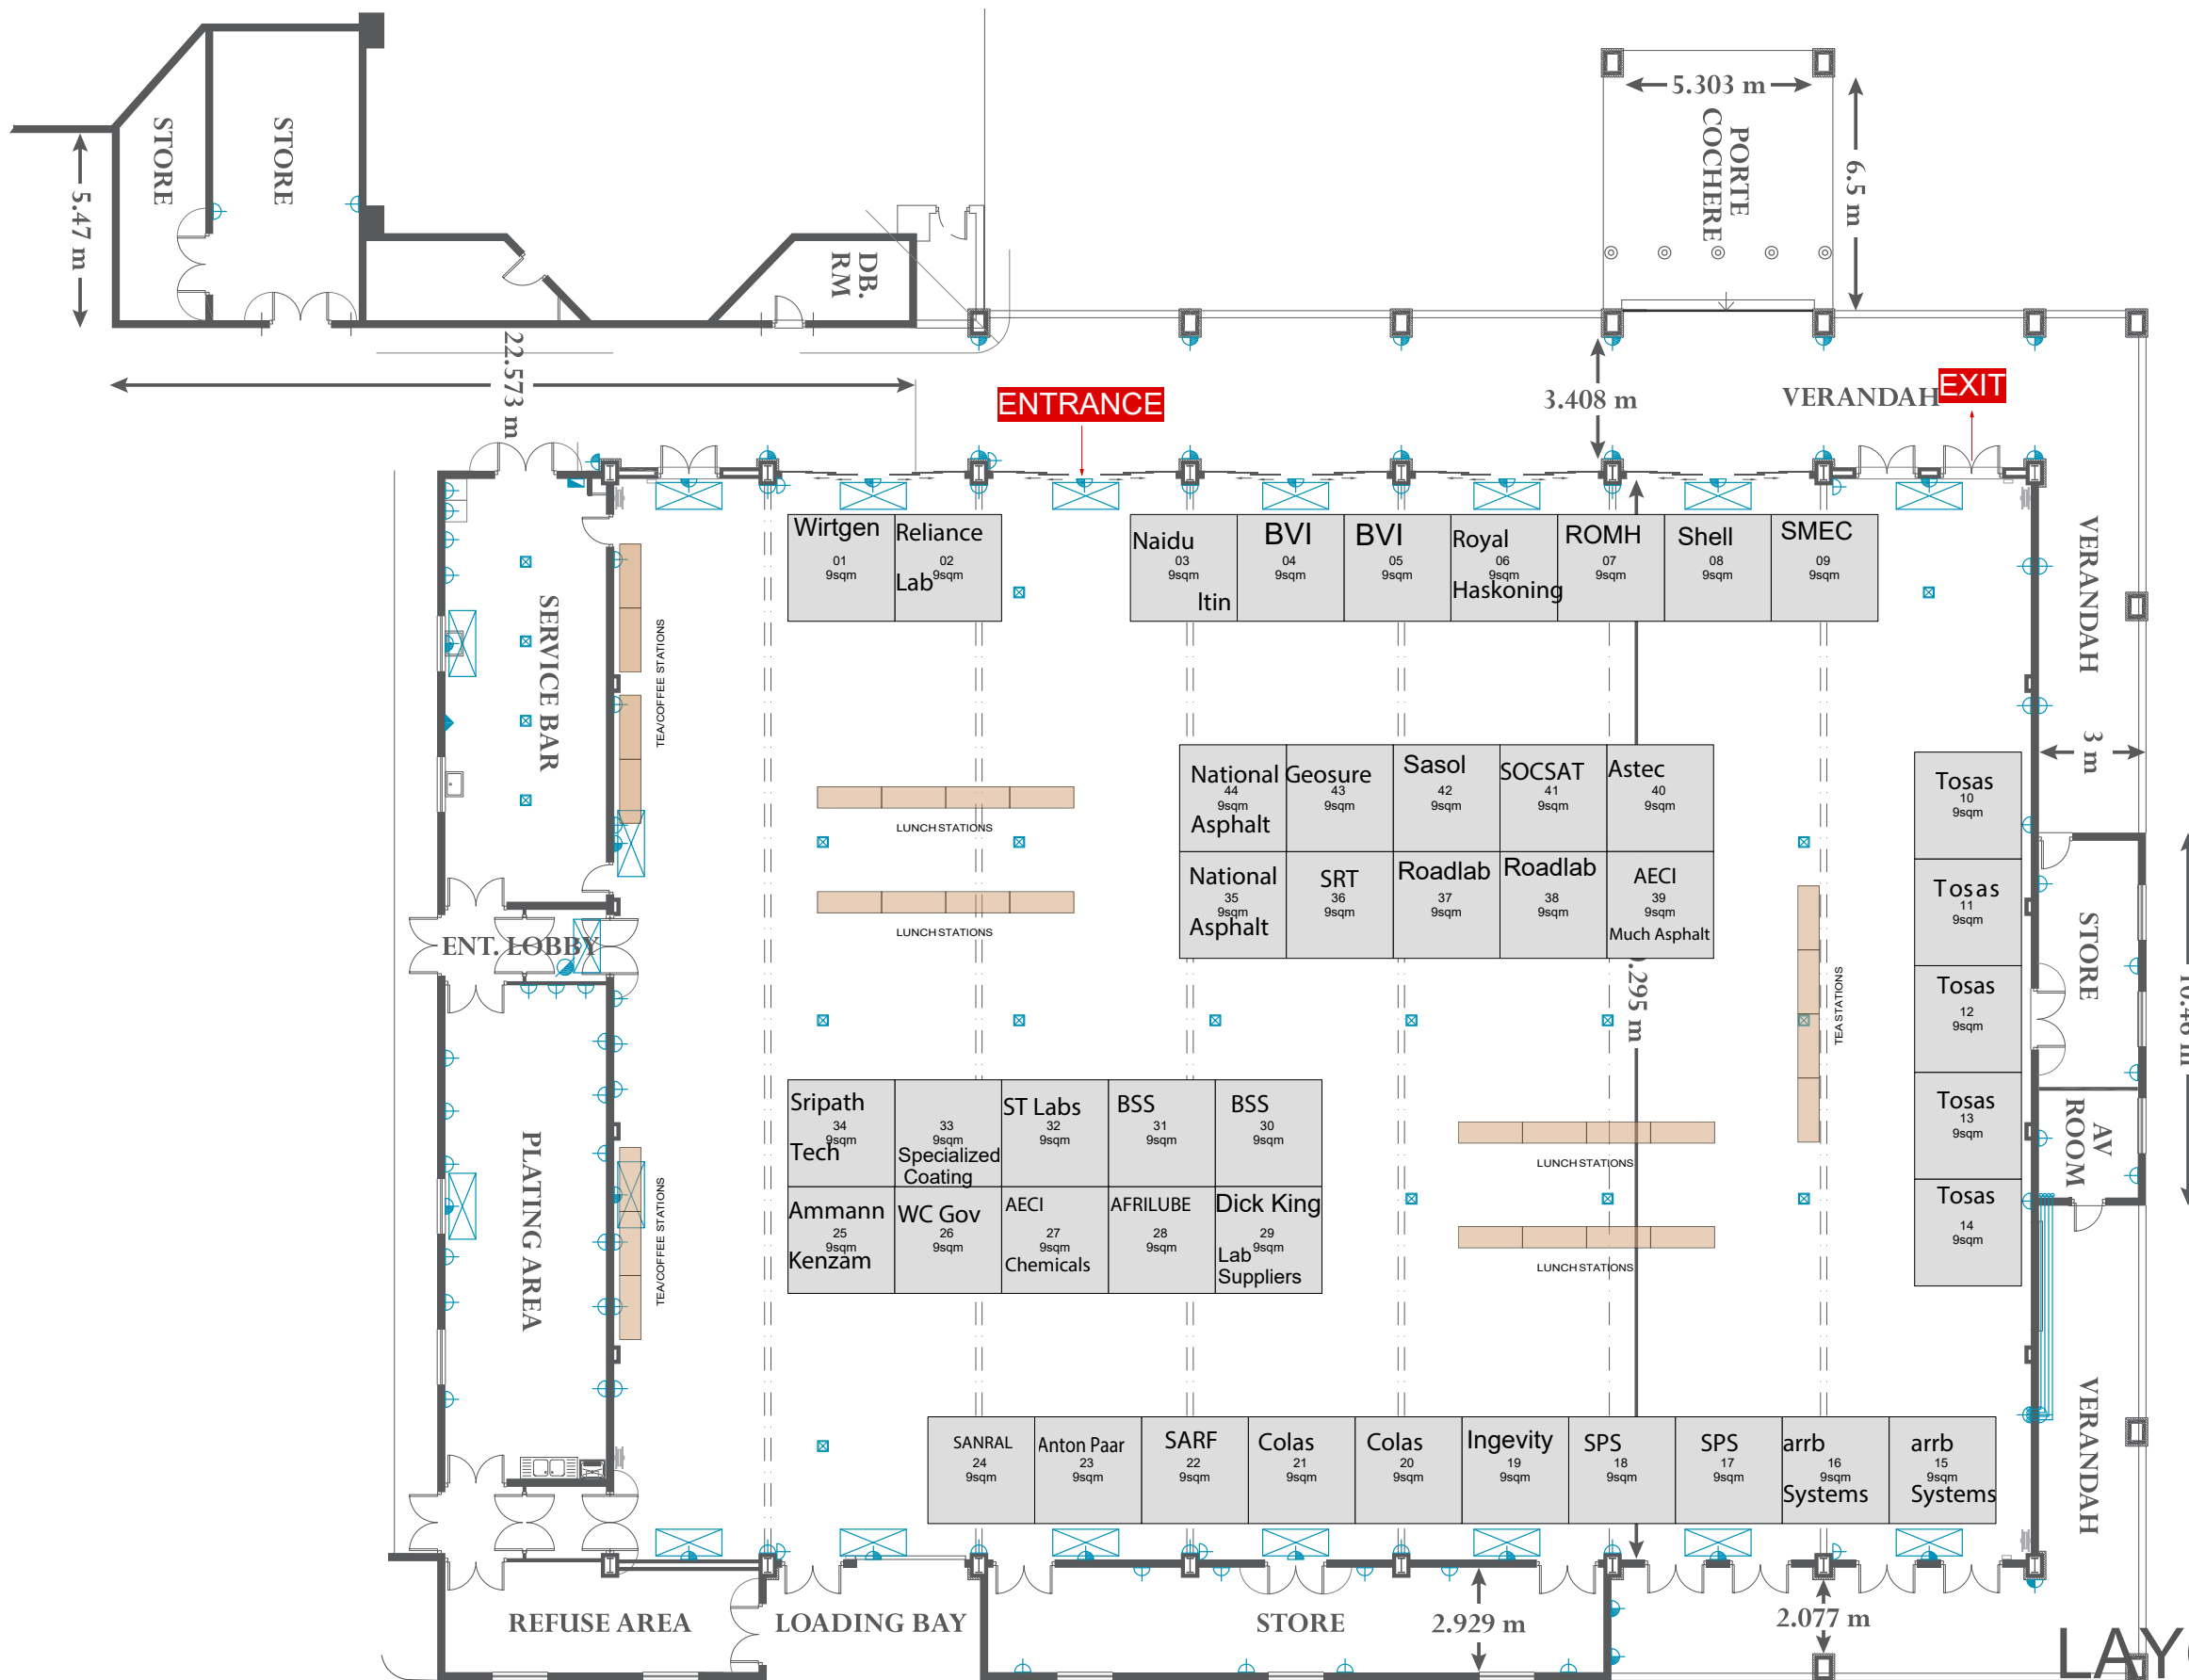 STORE
STORE
5.47 m
DB.
RM
22.573 m
5.303 m
PORTE
COCHERE
6.5 m
ENTRANCE
3.408 m
VERANDAH
EXIT
Wirtgen
01
9sqm
Reliance
02
9sqm
Lab
Naidu
03
9sqm
Itin
BVI
04
9sqm
BVI
05
9sqm
Royal
06
9sqm
Haskoning
ROMH
07
9sqm
Shell
08
9sqm
SMEC
09
9sqm
VERANDAH
3 m
SERVICE BAR
TEA/COFFEE STATIONS
LUNCH STATIONS
LUNCH STATIONS
National
44
9sqm
Asphalt
Geosure
43
9sqm
Sasol
42
9sqm
SOCSAT
41
9sqm
Astec
40
9sqm
National
35
9sqm
Asphalt
SRT
36
9sqm
Roadlab
37
9sqm
Roadlab
38
9sqm
AECI
39
9sqm
Much Asphalt
.295 m
Tosas
10
9sqm
Tosas
11
9sqm
Tosas
12
9sqm
Tosas
13
9sqm
Tosas
14
9sqm
STORE
AV
ROOM
TEA STATIONS
ENT. LOBBY
PLATING AREA
TEA/COFFEE STATIONS
Sripath
34
9sqm
Tech
33
9sqm
Specialized
Coating
ST Labs
32
9sqm
BSS
31
9sqm
BSS
30
9sqm
Ammann
25
9sqm
Kenzam
WC Gov
26
9sqm
AECI
27
9sqm
Chemicals
AFRILUBE
28
9sqm
Dick King
29
9sqm
Lab
Suppliers
LUNCH STATIONS
LUNCH STATIONS
VERANDAH
SANRAL
24
9sqm
Anton Paar
23
9sqm
SARF
22
9sqm
Colas
21
9sqm
Colas
20
9sqm
Ingevity
19
9sqm
SPS
18
9sqm
SPS
17
9sqm
arrb
16
9sqm
Systems
arrb
15
9sqm
Systems
REFUSE AREA
LOADING BAY
STORE
2.929 m
2.077 m